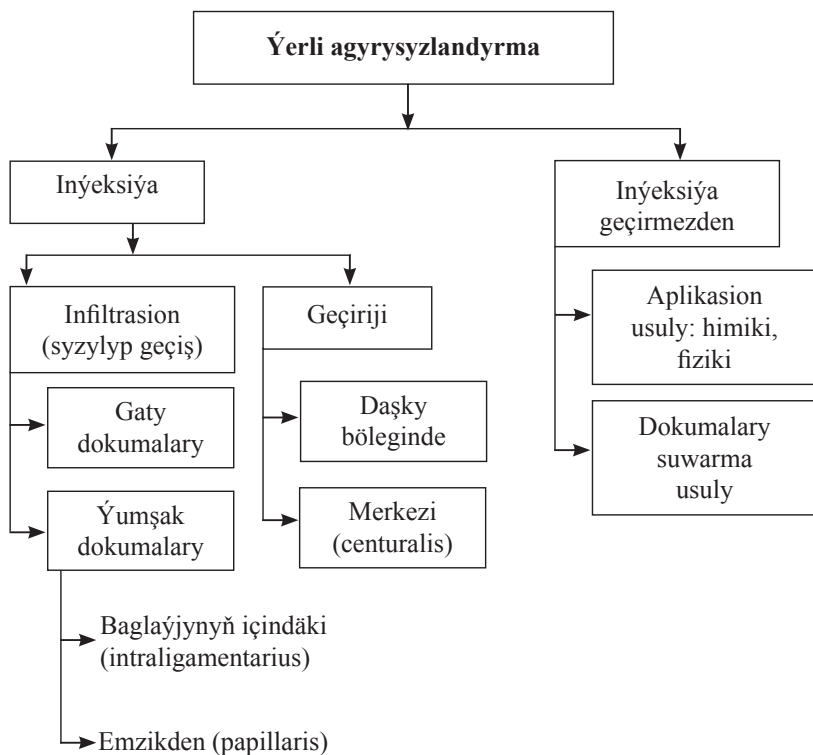 Ýerli agyrysyzlandyrma
Inýeksiýa
Inýeksiýa
geçirmezden
Infiltrasion
(syzylyp geçiş)
Geçiriji
Aplikasion
usuly: himiki,
fiziki
Gaty
dokumalary
Daşky
böleginde
Dokumalary
suwarma
usuly
Ýumşak
dokumalary
Merkezi
(centuralis)
Baglaýjynyň içindäki
(intraligamentarius)
Emzikden (papillaris)